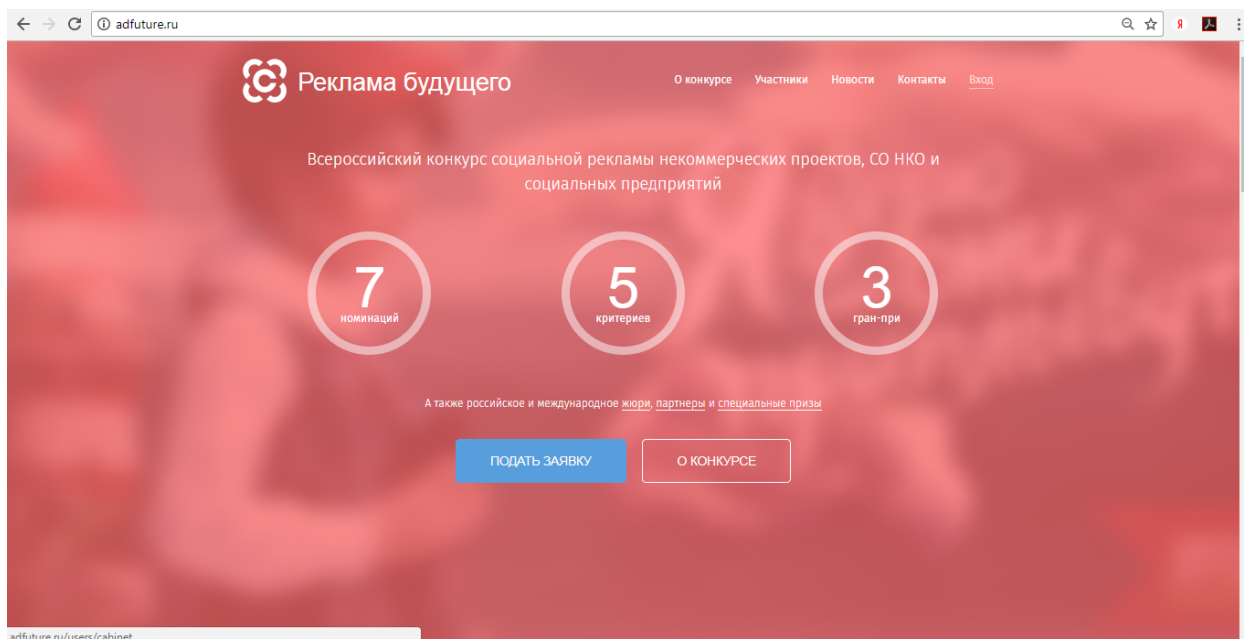 adfuture.ru
Я
Реклама будущего
О конкурсе Участники Новости Контакты Вход
Всероссийский конкурс социальной рекламы некоммерческих проектов, СО НКО и
социальных предприятий
7 5 3
номинаций критериев гран-при
А также российское и международное жюри, партнеры и специальные призы
ПОДАТЬ ЗАЯВКУ О КОНКУРСЕ
adfuture.ru/users/cabinet